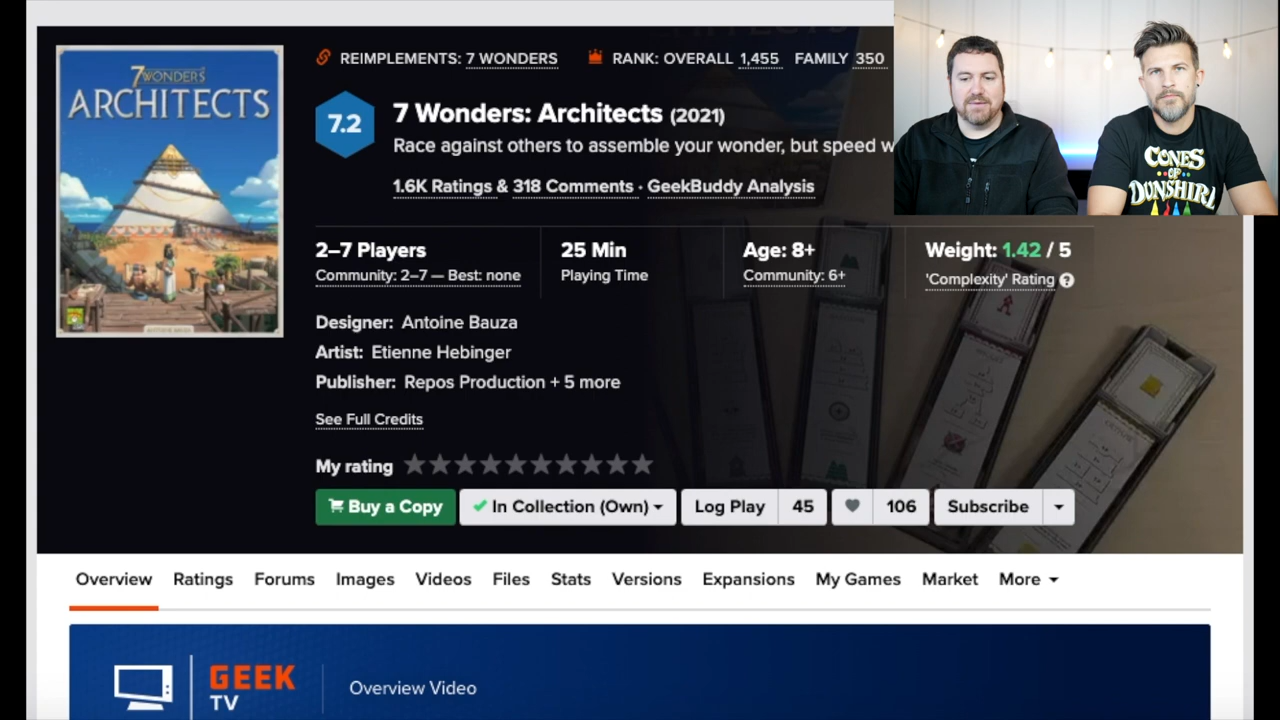 7WONDERS
ARCHITECTS
REIMPLEMENTS: 7 WONDERS
RANK: OVERALL 1,455 FAMILY 350
7.2
7 Wonders: Architects (2021)
Race against others to assemble your wonder, but speed w
1.6K Ratings & 318 Comments · GeekBuddy Analysis
CONES
OF
DUNSHIRE
2–7 Players
Community: 2–7 — Best: none
25 Min
Playing Time
Age: 8+
Community: 6+
Weight: 1.42 / 5
'Complexity' Rating ?
Designer: Antoine Bauza
Artist: Etienne Hebinger
Publisher: Repos Production + 5 more
See Full Credits
My rating
Buy a Copy
In Collection (Own)
Log Play 45
106
Subscribe
Overview Ratings Forums Images Videos Files Stats Versions Expansions My Games Market More
GEEK
TV
Overview Video